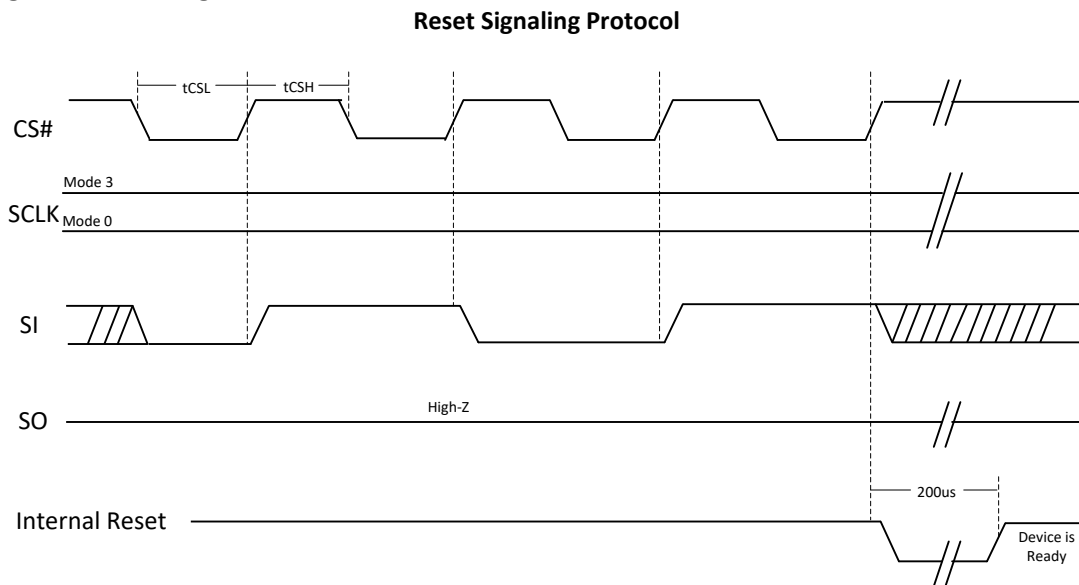 Reset Signaling Protocol
tCSL
tCSH
CS#
Mode 3
SCLK
Mode 0
SI
High-Z
SO
200us
Internal Reset
Device is
Ready